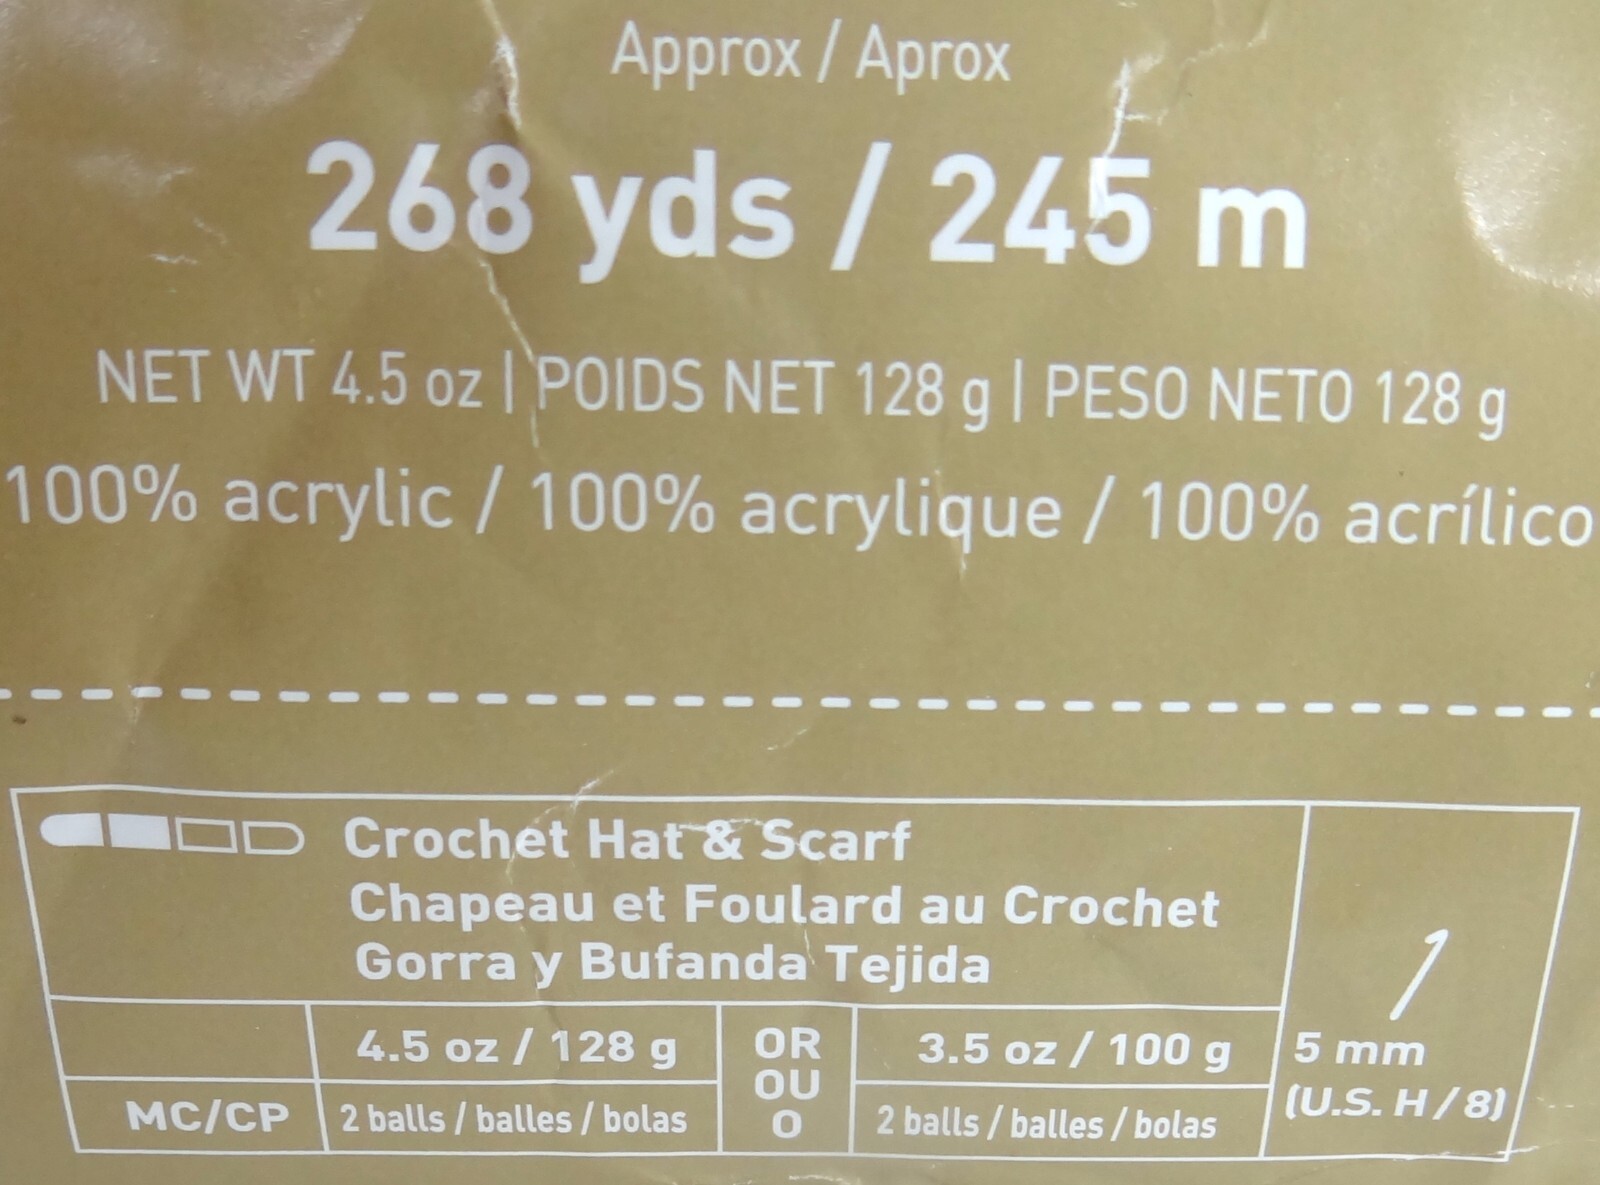 Approx / Aprox
268 yds / 245 m
NET WT 4.5 oz | POIDS NET 128 g | PESO NETO 128 g
100% acrylic / 100% acrylique / 100% acrílico
Crochet Hat & Scarf
Chapeau et Foulard au Crochet
Gorra y Bufanda Tejida
4.5 oz / 128 g OR 3.5 oz / 100 g 5 mm
OU
MC/CP 2 balls / balles / bolas O 2 balls / balles / bolas (U.S. H / 8)